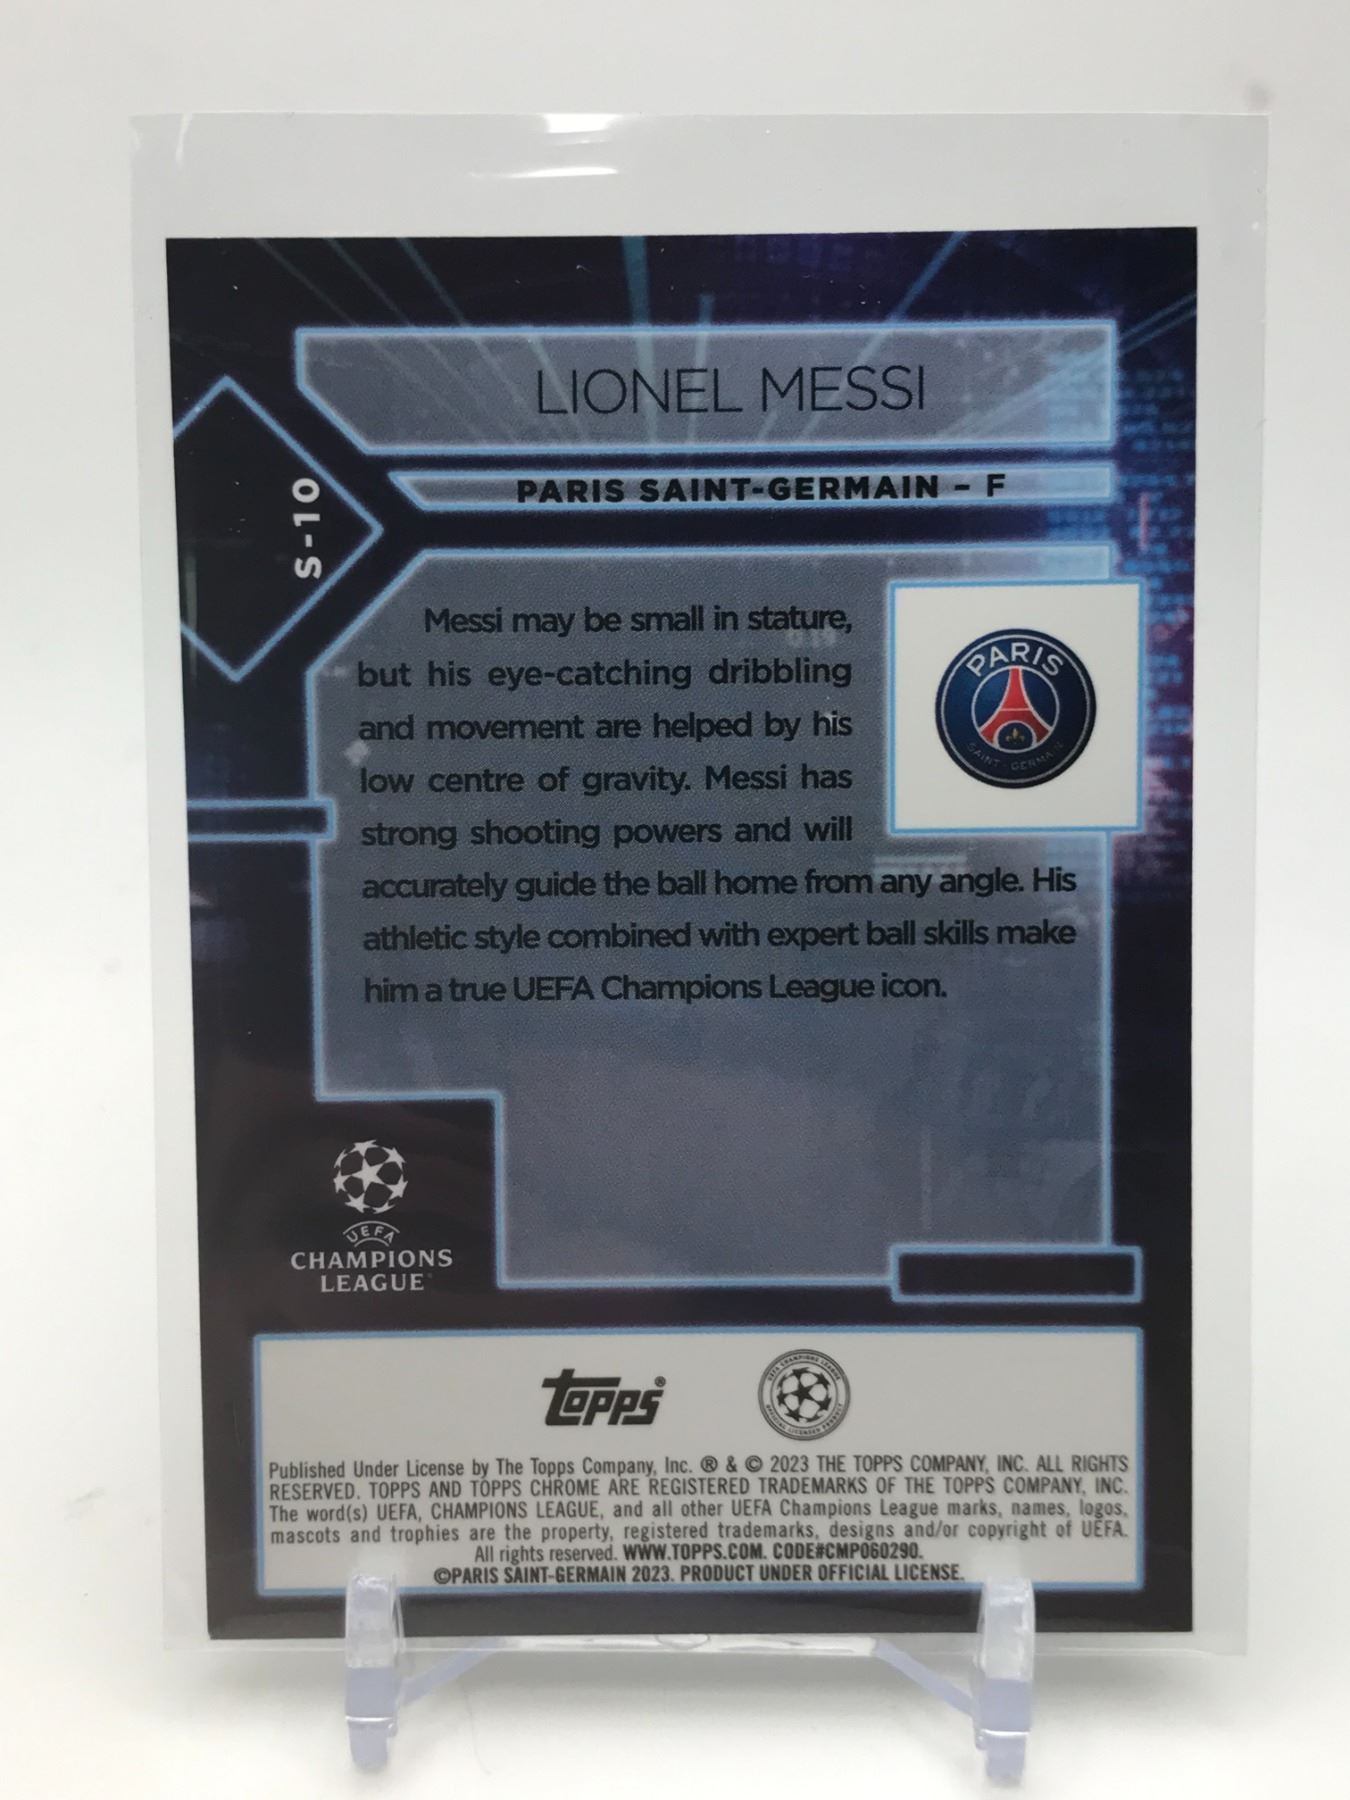 LIONEL MESSI
PARIS SAINT-GERMAIN – F
S-10
Messi may be small in stature,
but his eye-catching dribbling
and movement are helped by his
low centre of gravity. Messi has
strong shooting powers and will
accurately guide the ball home from any angle. His
athletic style combined with expert ball skills make
him a true UEFA Champions League icon.
PARIS
SAINT-GERMAIN
UEFA
CHAMPIONS
LEAGUE
topps®
UEFA CHAMPIONS LEAGUE
OFFICIAL LICENSED PRODUCT
Published Under License by The Topps Company, Inc. ® & © 2023 THE TOPPS COMPANY, INC. ALL RIGHTS
RESERVED. TOPPS AND TOPPS CHROME ARE REGISTERED TRADEMARKS OF THE TOPPS COMPANY, INC.
The word(s) UEFA, CHAMPIONS LEAGUE, and all other UEFA Champions League marks, names, logos,
mascots and trophies are the property, registered trademarks, designs and/or copyright of UEFA.
All rights reserved. WWW.TOPPS.COM. CODE#CMP060290.
©PARIS SAINT-GERMAIN 2023. PRODUCT UNDER OFFICIAL LICENSE.